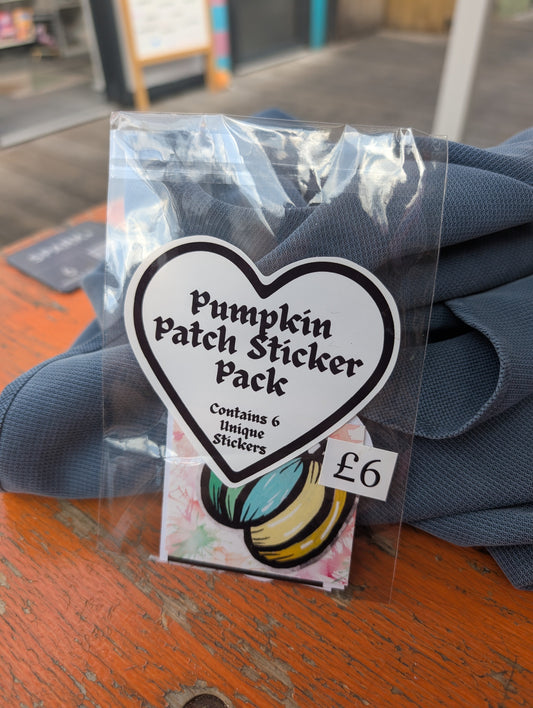 Pumpkin
Patch Sticker
Pack
Contains 6
Unique
Stickers
£6